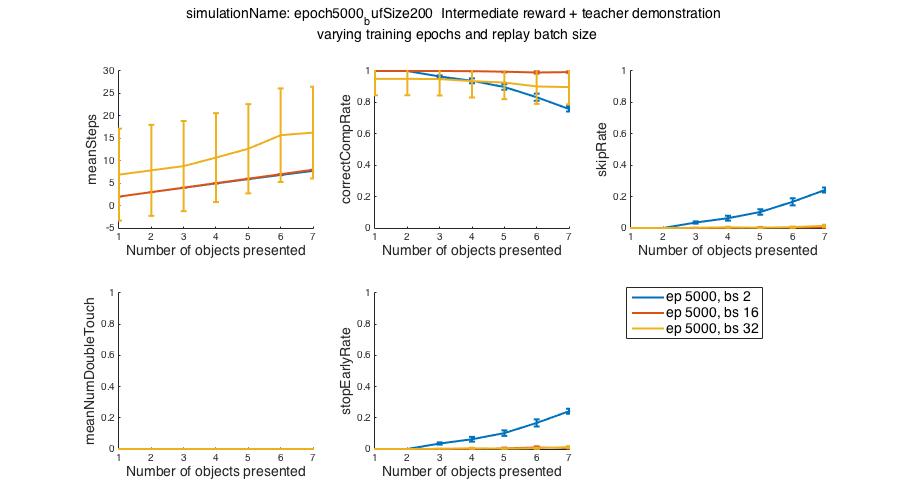 simulationName: epoch5000bufSize200 Intermediate reward + teacher demonstration
varying training epochs and replay batch size
meanSteps
30
25
20
15
10
5
0
-5
1 2 3 4 5 6 7
Number of objects presented
correctCompRate
1
0.8
0.6
0.4
0.2
0
1 2 3 4 5 6 7
Number of objects presented
skipRate
1
0.8
0.6
0.4
0.2
0
1 2 3 4 5 6 7
Number of objects presented
meanNumDoubleTouch
1
0.8
0.6
0.4
0.2
0
1 2 3 4 5 6 7
Number of objects presented
stopEarlyRate
1
0.8
0.6
0.4
0.2
0
1 2 3 4 5 6 7
Number of objects presented
ep 5000, bs 2
ep 5000, bs 16
ep 5000, bs 32